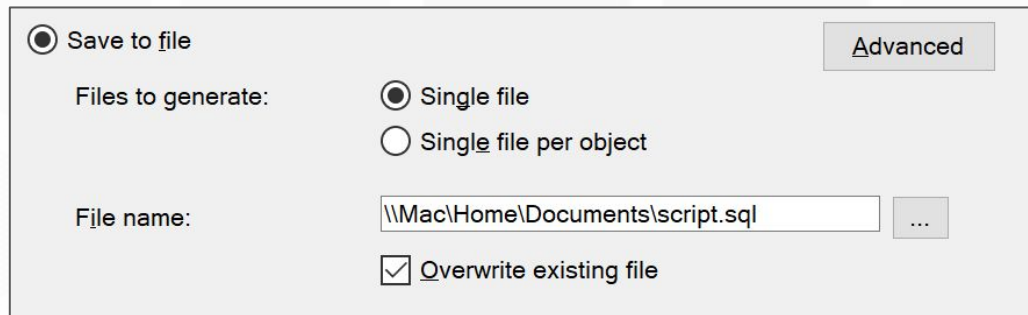 Save to file
Advanced
Files to generate:
Single file
Single file per object
File name:
\\Mac\Home\Documents\script.sql
...
Overwrite existing file